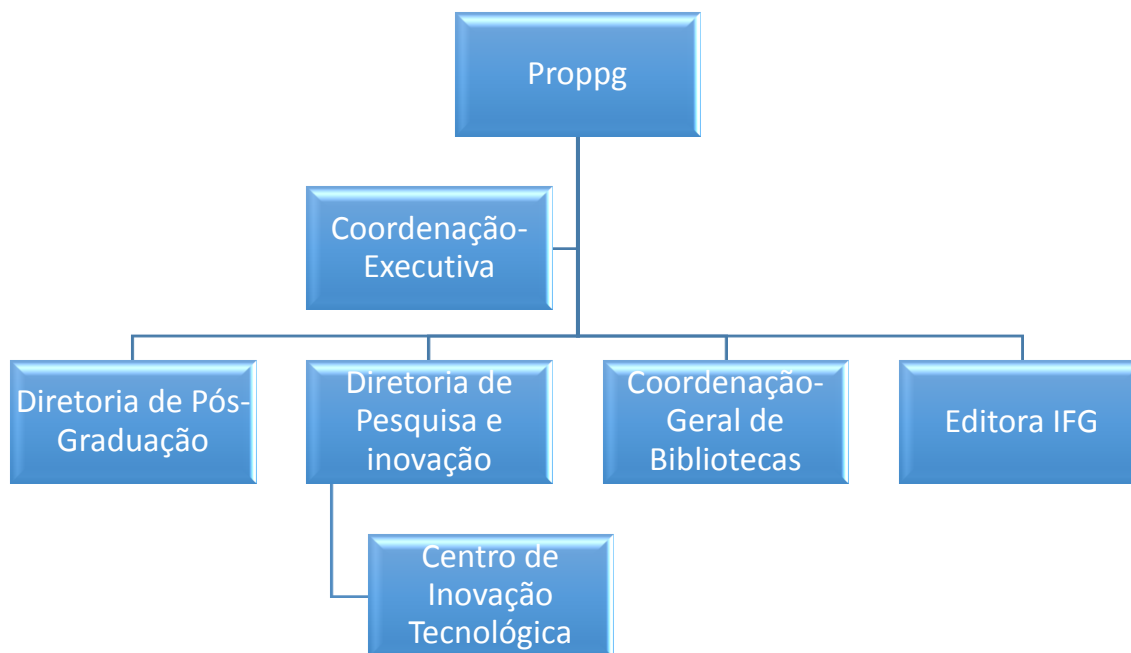 Proppg
Coordenação-
Executiva
Diretoria de Pós-
Graduação
Diretoria de
Pesquisa e
inovação
Coordenação-
Geral de
Bibliotecas
Editora IFG
Centro de
Inovação
Tecnológica